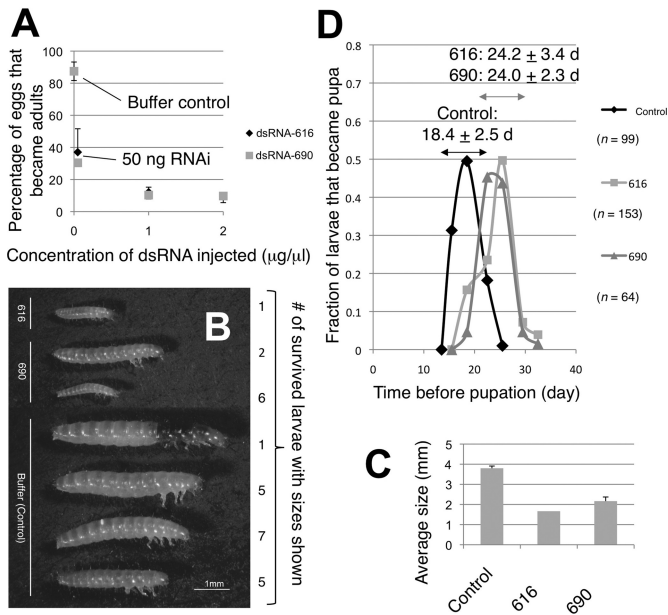 A
Percentage of eggs that
became adults
100
80
60
40
20
0
Buffer control
50 ng RNAi
dsRNA-616
dsRNA-690
0
1
2
Concentration of dsRNA injected (µg/µl)
B
616
690
Buffer (Control)
1
2
6
1
5
7
5
# of survived larvae with sizes shown
1mm
D
Fraction of larvae that became pupa
0.8
0.7
0.6
0.5
0.4
0.3
0.2
0.1
0
616: 24.2 ± 3.4 d
690: 24.0 ± 2.3 d
Control:
18.4 ± 2.5 d
0
10
20
30
40
Time before pupation (day)
Control
(n = 99)
616
(n = 153)
690
(n = 64)
C
Average size (mm)
5
4
3
2
1
0
Control
616
690